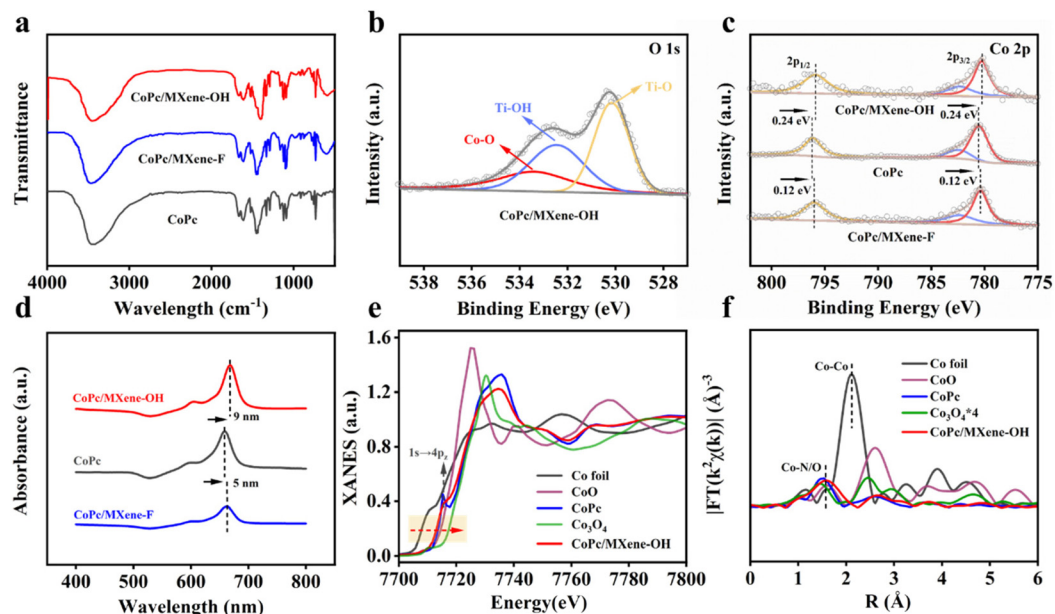 a
Transmittance
CoPc/MXene-OH
CoPc/MXene-F
CoPc
4000 3000 2000 1000
Wavelength (cm⁻¹)
b
O 1s
Intensity (a.u.)
Ti-O
Ti-OH
Co-O
CoPc/MXene-OH
538 536 534 532 530 528
Binding Energy (eV)
c
Co 2p
Intensity (a.u.)
2p1/2
2p3/2
CoPc/MXene-OH
0.24 eV
0.24 eV
CoPc
0.12 eV
0.12 eV
CoPc/MXene-F
800 795 790 785 780 775
Binding Energy (eV)
d
Absorbance (a.u.)
CoPc/MXene-OH
9 nm
CoPc
5 nm
CoPc/MXene-F
400 500 600 700 800
Wavelength (nm)
e
XANES (a.u.)
1.6
1.2
0.8
0.4
0.0
1s→4pz
Co foil
CoO
CoPc
Co3O4
CoPc/MXene-OH
7700 7720 7740 7760 7780 7800
Energy(eV)
f
|FT(k²χ(k))| (Å)⁻³
Co-Co
Co-N/O
Co foil
CoO
CoPc
Co3O4*4
CoPc/MXene-OH
0 1 2 3 4 5 6
R (Å)